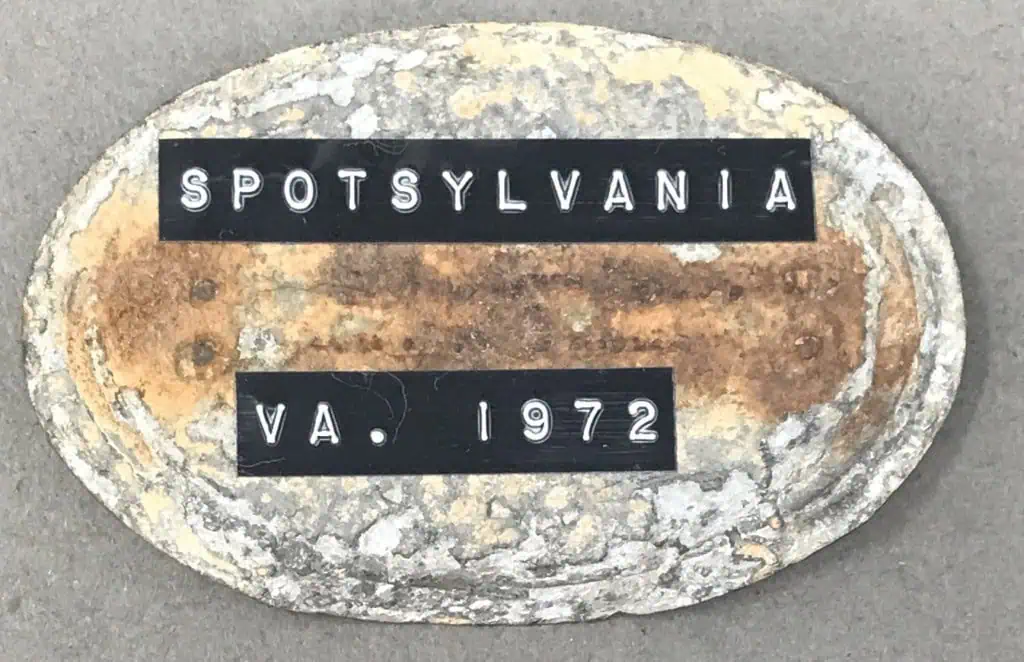 SPOTSYLVANIA
VA. 1972